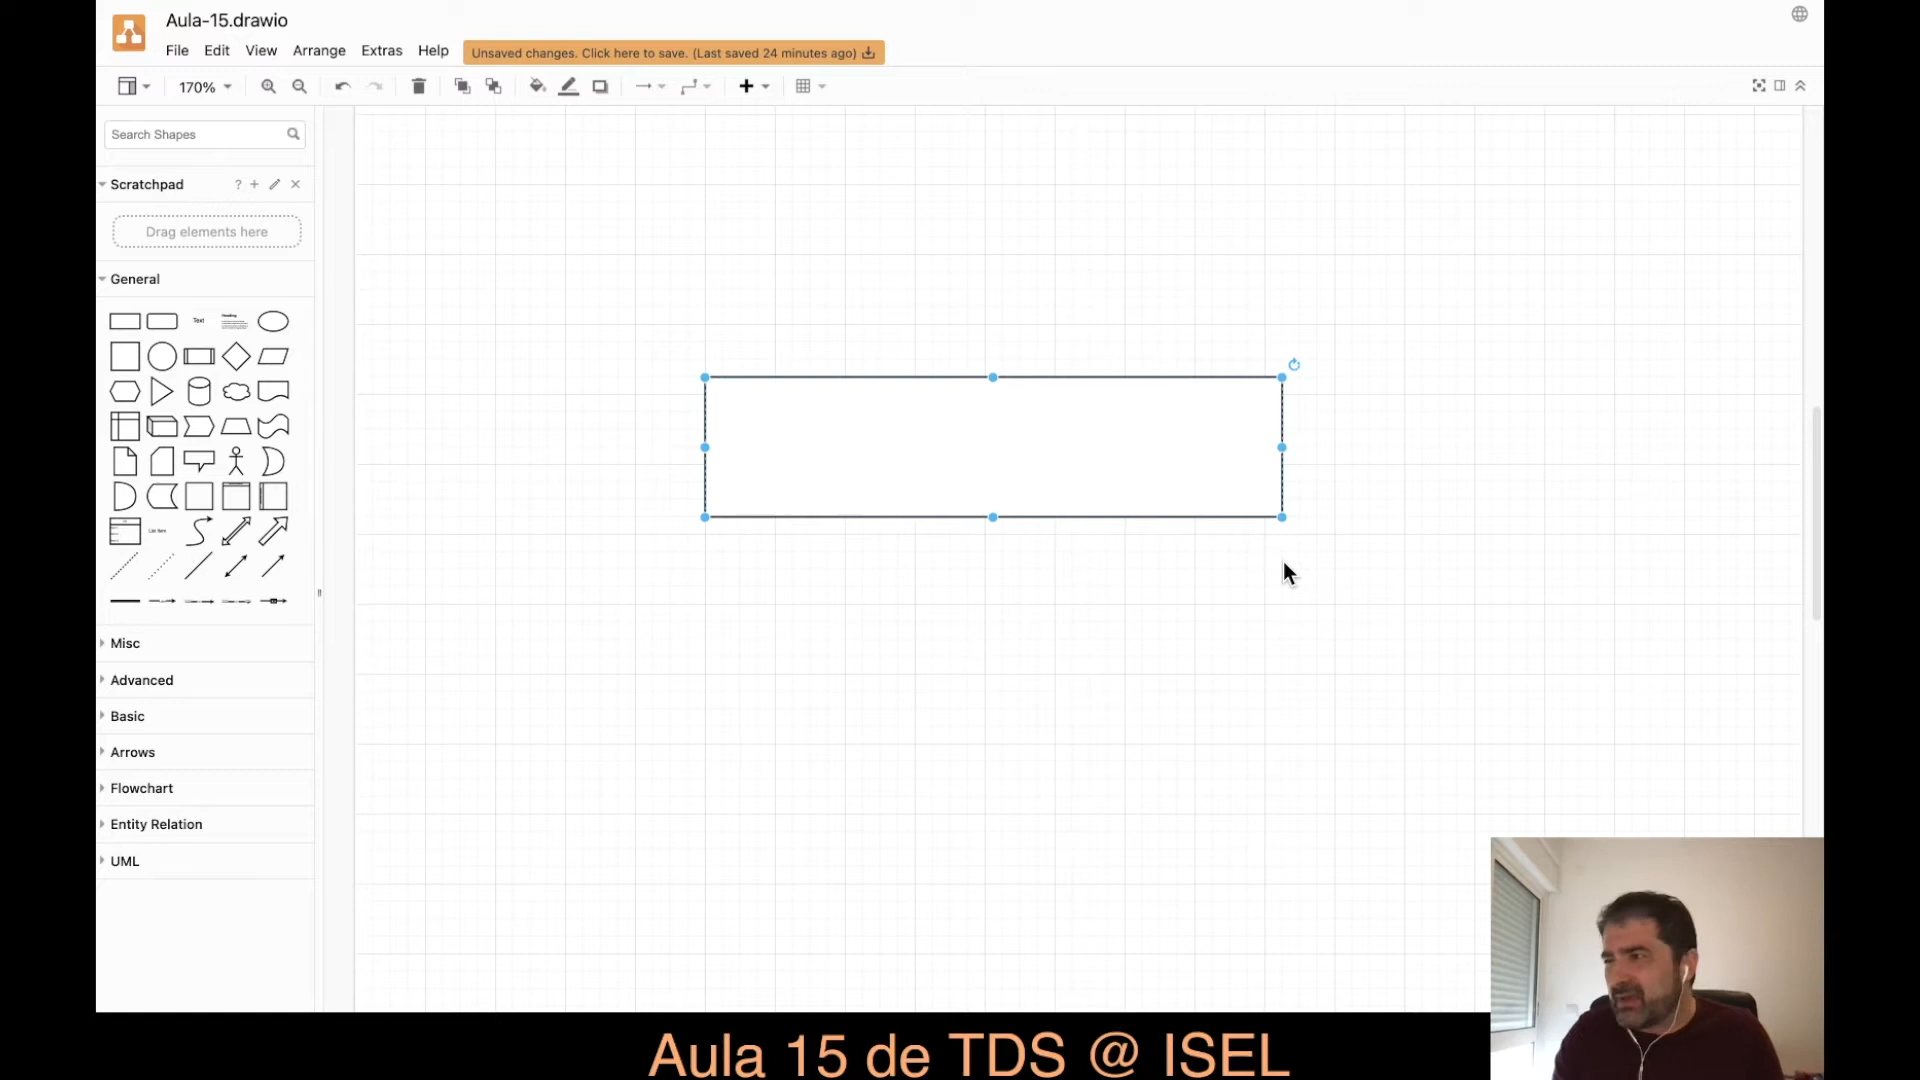 Aula-15.drawio
File Edit View Arrange Extras Help Unsaved changes. Click here to save. (Last saved 24 minutes ago)
170%
Search Shapes
Scratchpad ? + ×
Drag elements here
General
Text
Heading
Misc
Advanced
Basic
Arrows
Flowchart
Entity Relation
UML
Aula 15 de TDS @ ISEL